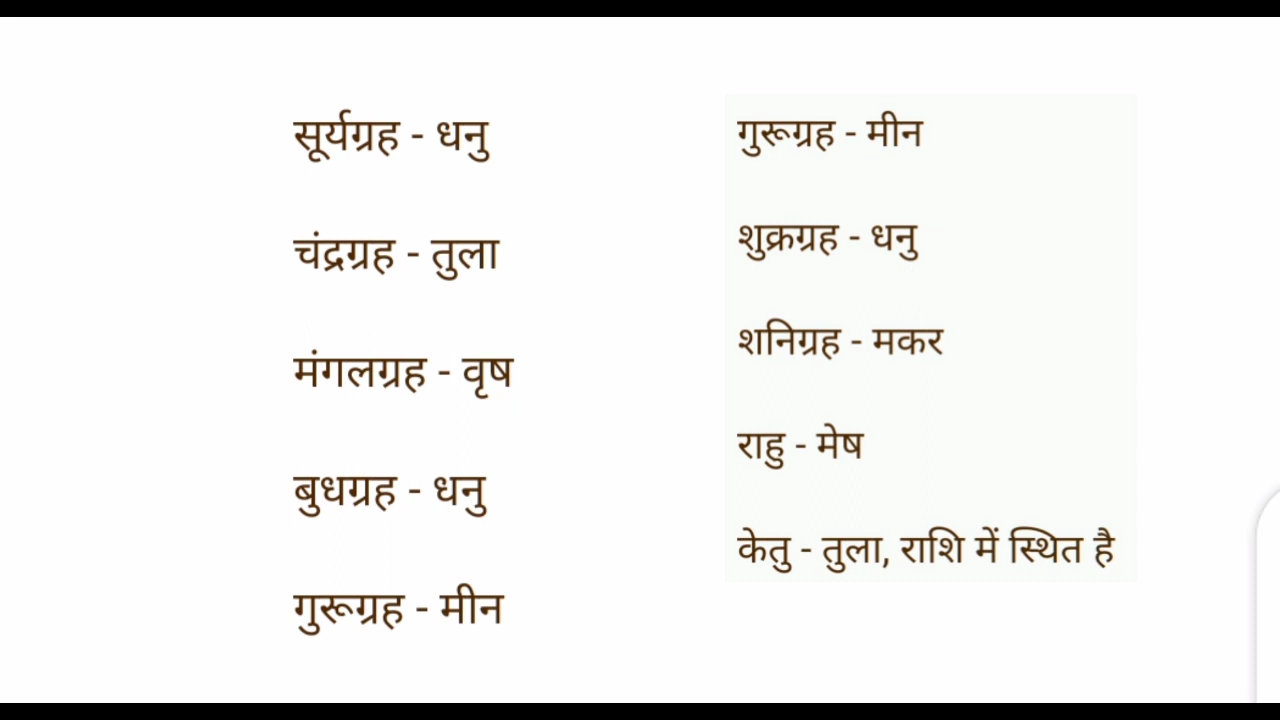 सूर्यग्रह - धनु
चंद्रग्रह - तुला
मंगलग्रह - वृष
बुधग्रह - धनु
गुरूग्रह - मीन
गुरूग्रह - मीन
शुक्रग्रह - धनु
शनिग्रह - मकर
राहु - मेष
केतु - तुला, राशि में स्थित है